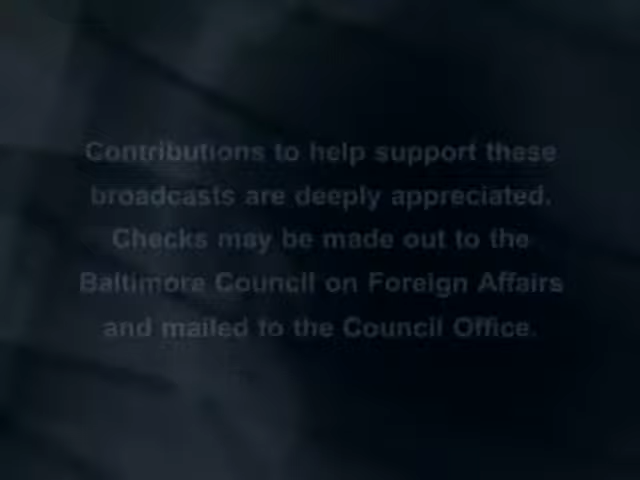 Contributions to help support these
broadcasts are deeply appreciated.
Checks may be made out to the
Baltimore Council on Foreign Affairs
and mailed to the Council Office.